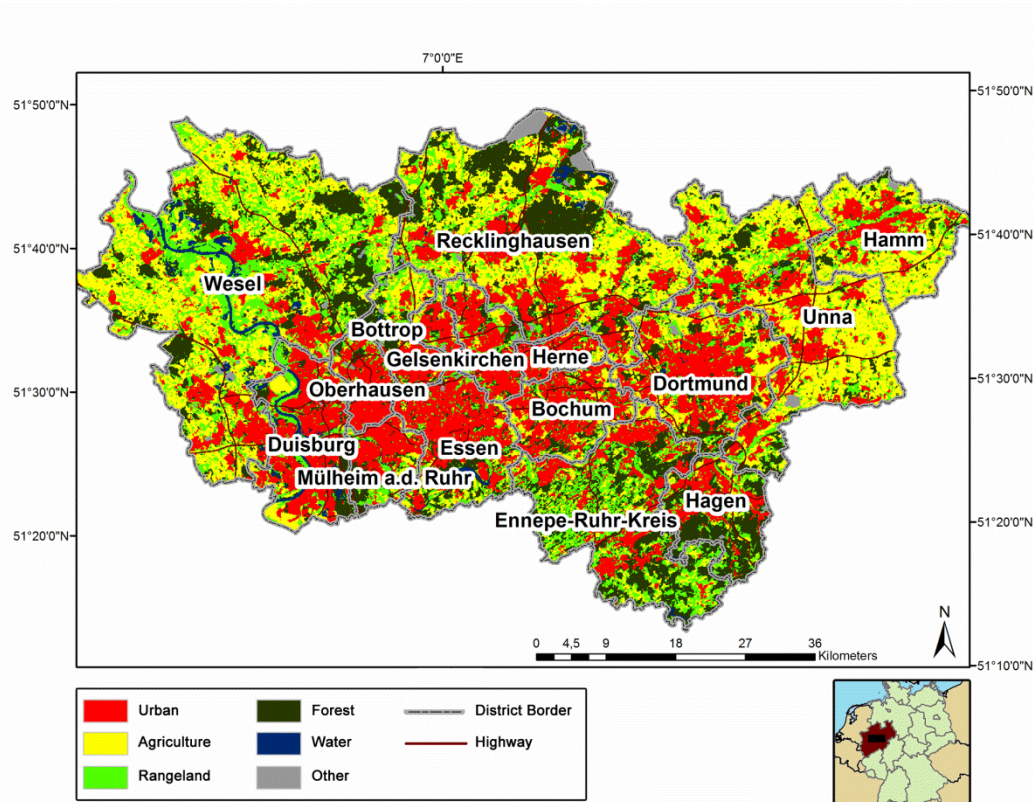 7°0'0"E
51°50'0"N
51°50'0"N
51°40'0"N
51°40'0"N
51°30'0"N
51°30'0"N
51°20'0"N
51°20'0"N
51°10'0"N
Recklinghausen
Hamm
Wesel
Unna
Bottrop
Gelsenkirchen
Herne
Oberhausen
Dortmund
Bochum
Duisburg
Essen
Mülheim a.d. Ruhr
Hagen
Ennepe-Ruhr-Kreis
N
0 4,5 9 18 27 36
Kilometers
Urban
Forest
District Border
Agriculture
Water
Highway
Rangeland
Other